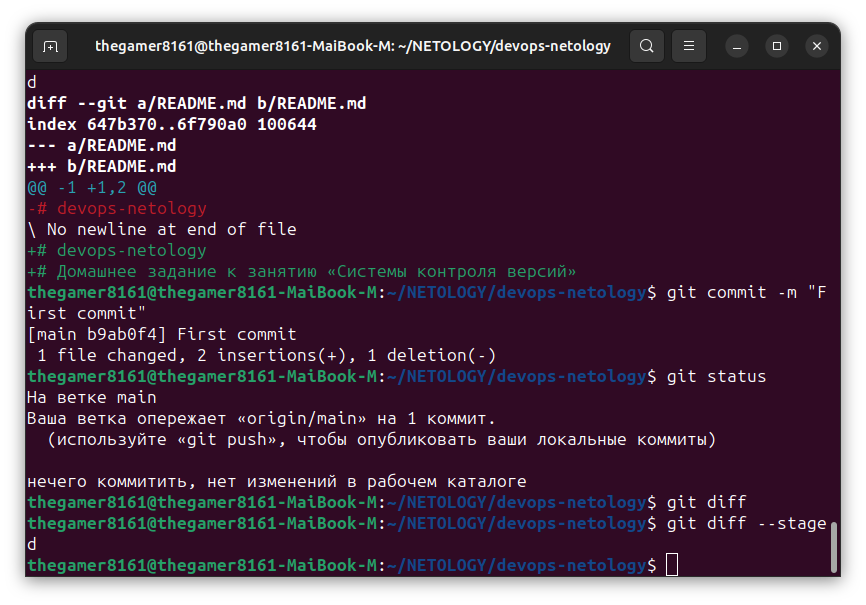 thegamer8161@thegamer8161-MaiBook-M: ~/NETOLOGY/devops-netology
d
diff --git a/README.md b/README.md
index 647b370..6f790a0 100644
--- a/README.md
+++ b/README.md
@@ -1 +1,2 @@
-# devops-netology
\ No newline at end of file
+# devops-netology
+# Домашнее задание к занятию «Системы контроля версий»
thegamer8161@thegamer8161-MaiBook-M:~/NETOLOGY/devops-netology$ git commit -m "F
irst commit"
[main b9ab0f4] First commit
 1 file changed, 2 insertions(+), 1 deletion(-)
thegamer8161@thegamer8161-MaiBook-M:~/NETOLOGY/devops-netology$ git status
На ветке main
Ваша ветка опережает «origin/main» на 1 коммит.
  (используйте «git push», чтобы опубликовать ваши локальные коммиты)

нечего коммитить, нет изменений в рабочем каталоге
thegamer8161@thegamer8161-MaiBook-M:~/NETOLOGY/devops-netology$ git diff
thegamer8161@thegamer8161-MaiBook-M:~/NETOLOGY/devops-netology$ git diff --stage
d
thegamer8161@thegamer8161-MaiBook-M:~/NETOLOGY/devops-netology$